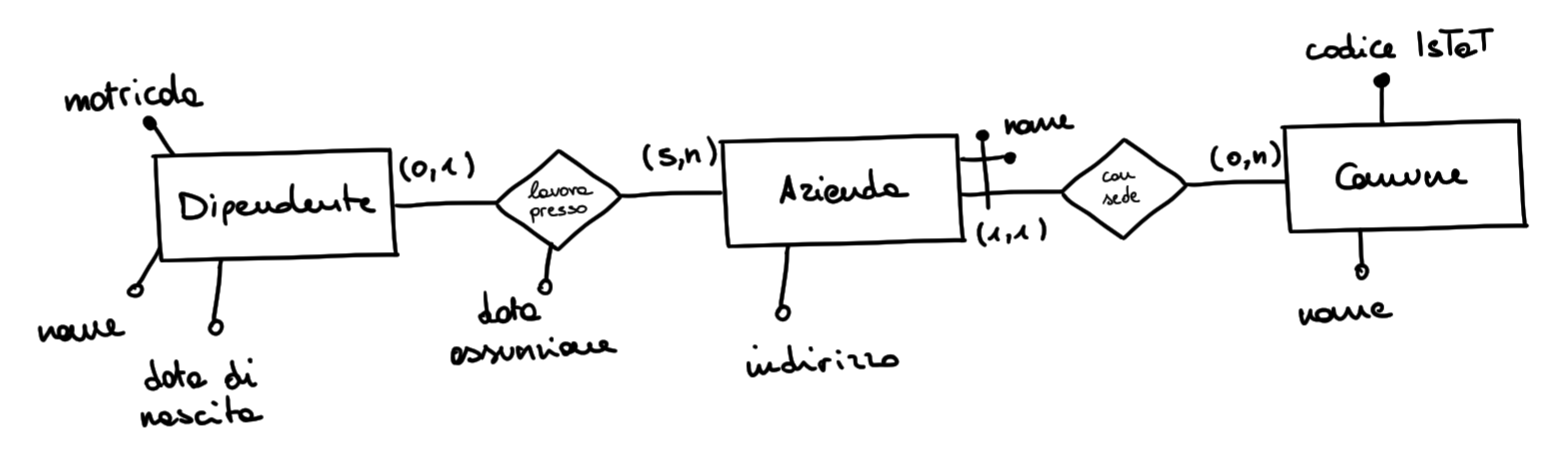 codice IsTaT
matricola
nome
(0,1)
(5,n)
(0,n)
Dipendente
lavora
presso
Azienda
con
sede
Comune
(1,1)
nome
data
assunzione
nome
data di
nascita
indirizzo